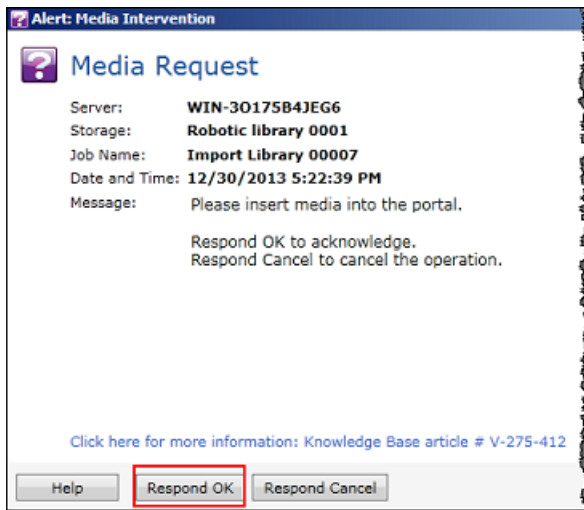 Alert: Media Intervention
Media Request
Server: WIN-3O175B4JEG6
Storage: Robotic library 0001
Job Name: Import Library 00007
Date and Time: 12/30/2013 5:22:39 PM
Message: Please insert media into the portal.
Respond OK to acknowledge.
Respond Cancel to cancel the operation.
Click here for more information: Knowledge Base article # V-275-412
Help Respond OK Respond Cancel